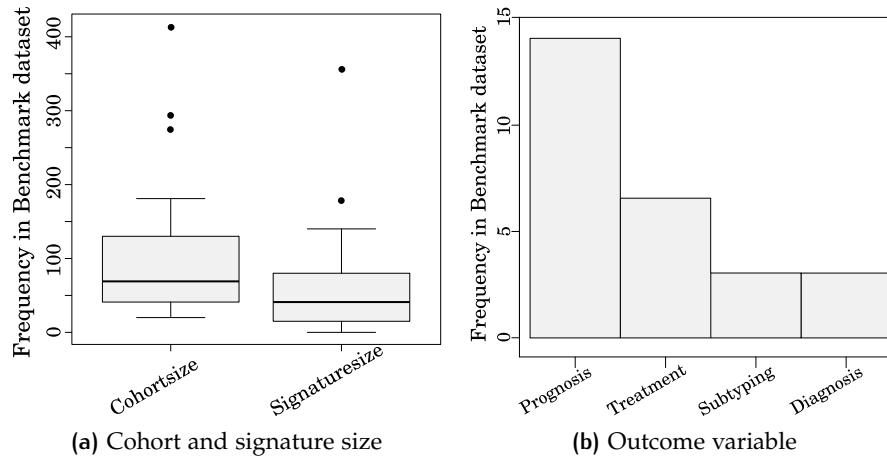 Frequency in Benchmark dataset
400
300
200
100
0
Cohortsize
Signaturesize
(a) Cohort and signature size
Frequency in Benchmark dataset
15
10
5
0
Prognosis
Treatment
Subtyping
Diagnosis
(b) Outcome variable